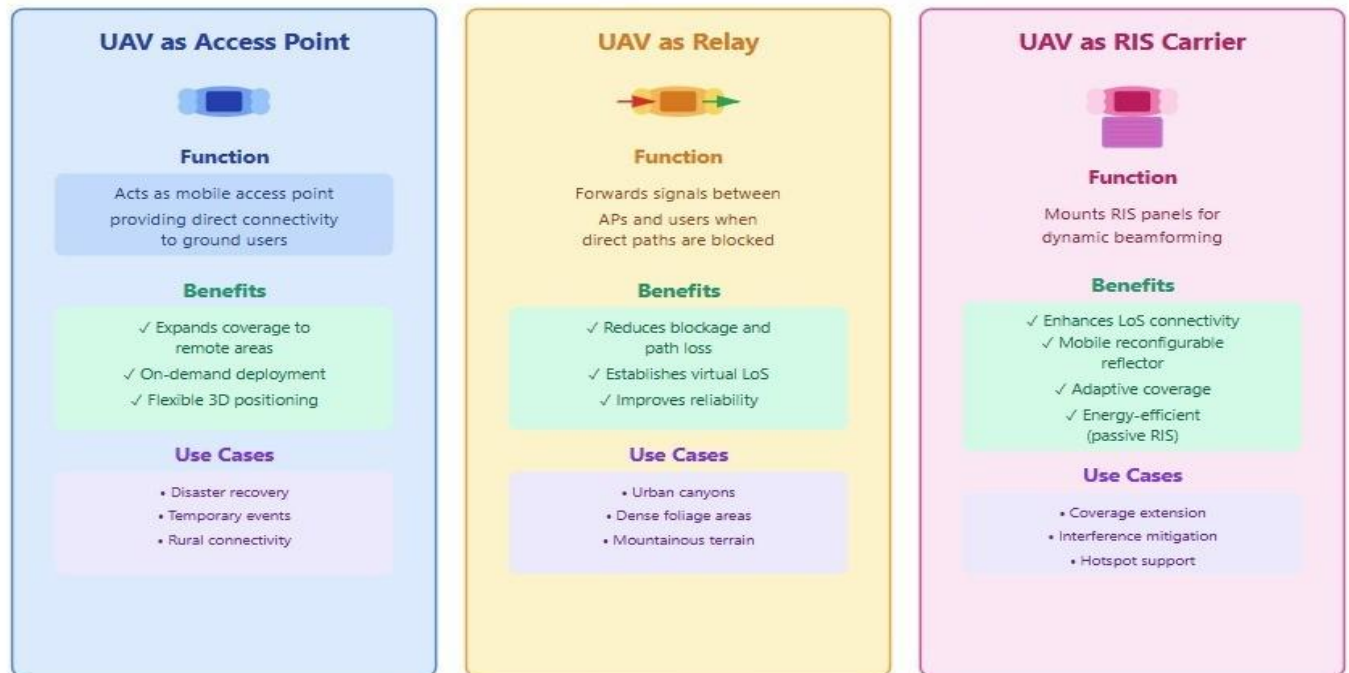 UAV as Access Point
Function
Acts as mobile access point
providing direct connectivity
to ground users
Benefits
✓ Expands coverage to
remote areas
✓ On-demand deployment
✓ Flexible 3D positioning
Use Cases
• Disaster recovery
• Temporary events
• Rural connectivity
UAV as Relay
Function
Forwards signals between
APs and users when
direct paths are blocked
Benefits
✓ Reduces blockage and
path loss
✓ Establishes virtual LoS
✓ Improves reliability
Use Cases
• Urban canyons
• Dense foliage areas
• Mountainous terrain
UAV as RIS Carrier
Function
Mounts RIS panels for
dynamic beamforming
Benefits
✓ Enhances LoS connectivity
✓ Mobile reconfigurable
reflector
✓ Adaptive coverage
✓ Energy-efficient
(passive RIS)
Use Cases
• Coverage extension
• Interference mitigation
• Hotspot support